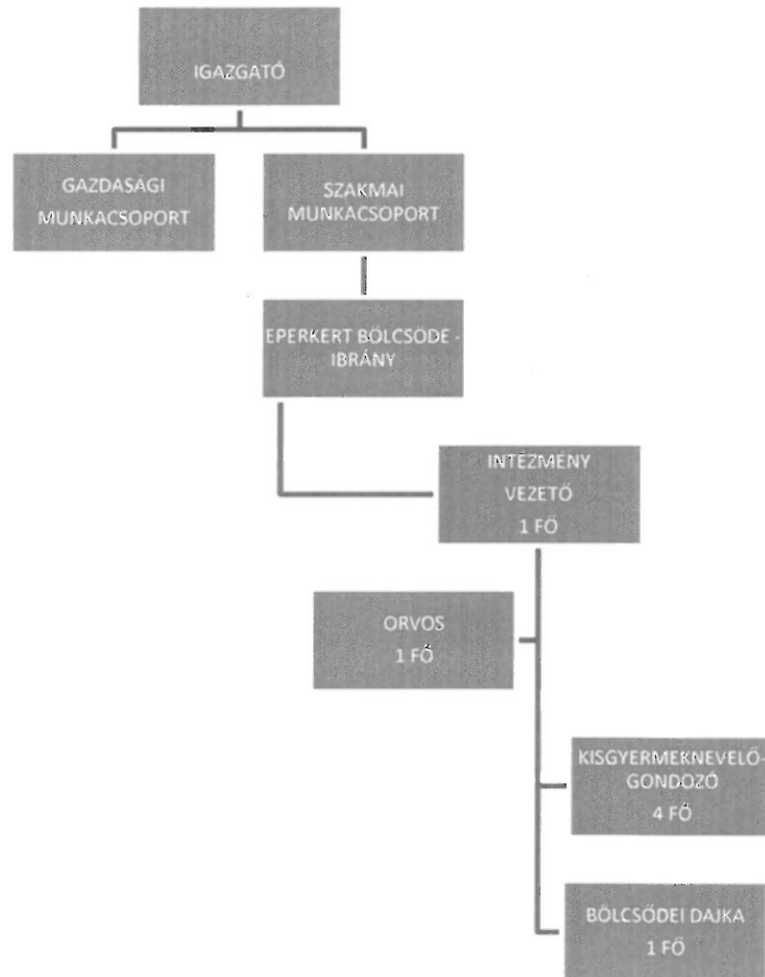 IGAZGATÓ
GAZDASÁGI
MUNKACSOPORT
SZAKMAI
MUNKACSOPORT
EPERKERT BÖLCSŐDE -
IBRÁNY
INTÉZMÉNY
VEZETŐ
1 FŐ
ORVOS
1 FŐ
KISGYERMEKNEVELŐ-
GONDOZÓ
4 FŐ
BÖLCSŐDEI DAJKA
1 FŐ